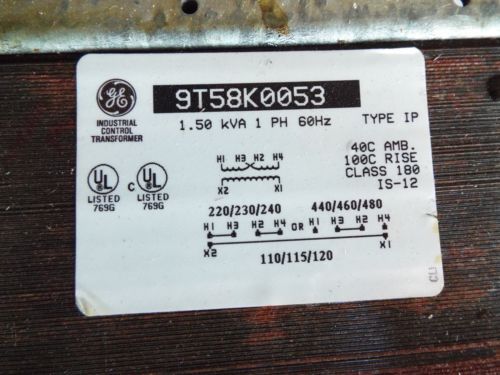 GE
INDUSTRIAL
CONTROL
TRANSFORMER
9T58K0053
1.50 kVA 1 PH 60Hz TYPE IP
40C AMB.
100C RISE
CLASS 180
IS-12
UL
LISTED
769G
C
UL
LISTED
769G
H1 H3 H2 H4
X2 X1
220/230/240 440/460/480
H1 H3 H2 H4 OR H1 H3 H2 H4
X2 X1
110/115/120